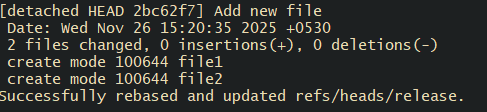 [detached HEAD 2bc62f7] Add new file
 Date: Wed Nov 26 15:20:35 2025 +0530
 2 files changed, 0 insertions(+), 0 deletions(-)
 create mode 100644 file1
 create mode 100644 file2
Successfully rebased and updated refs/heads/release.